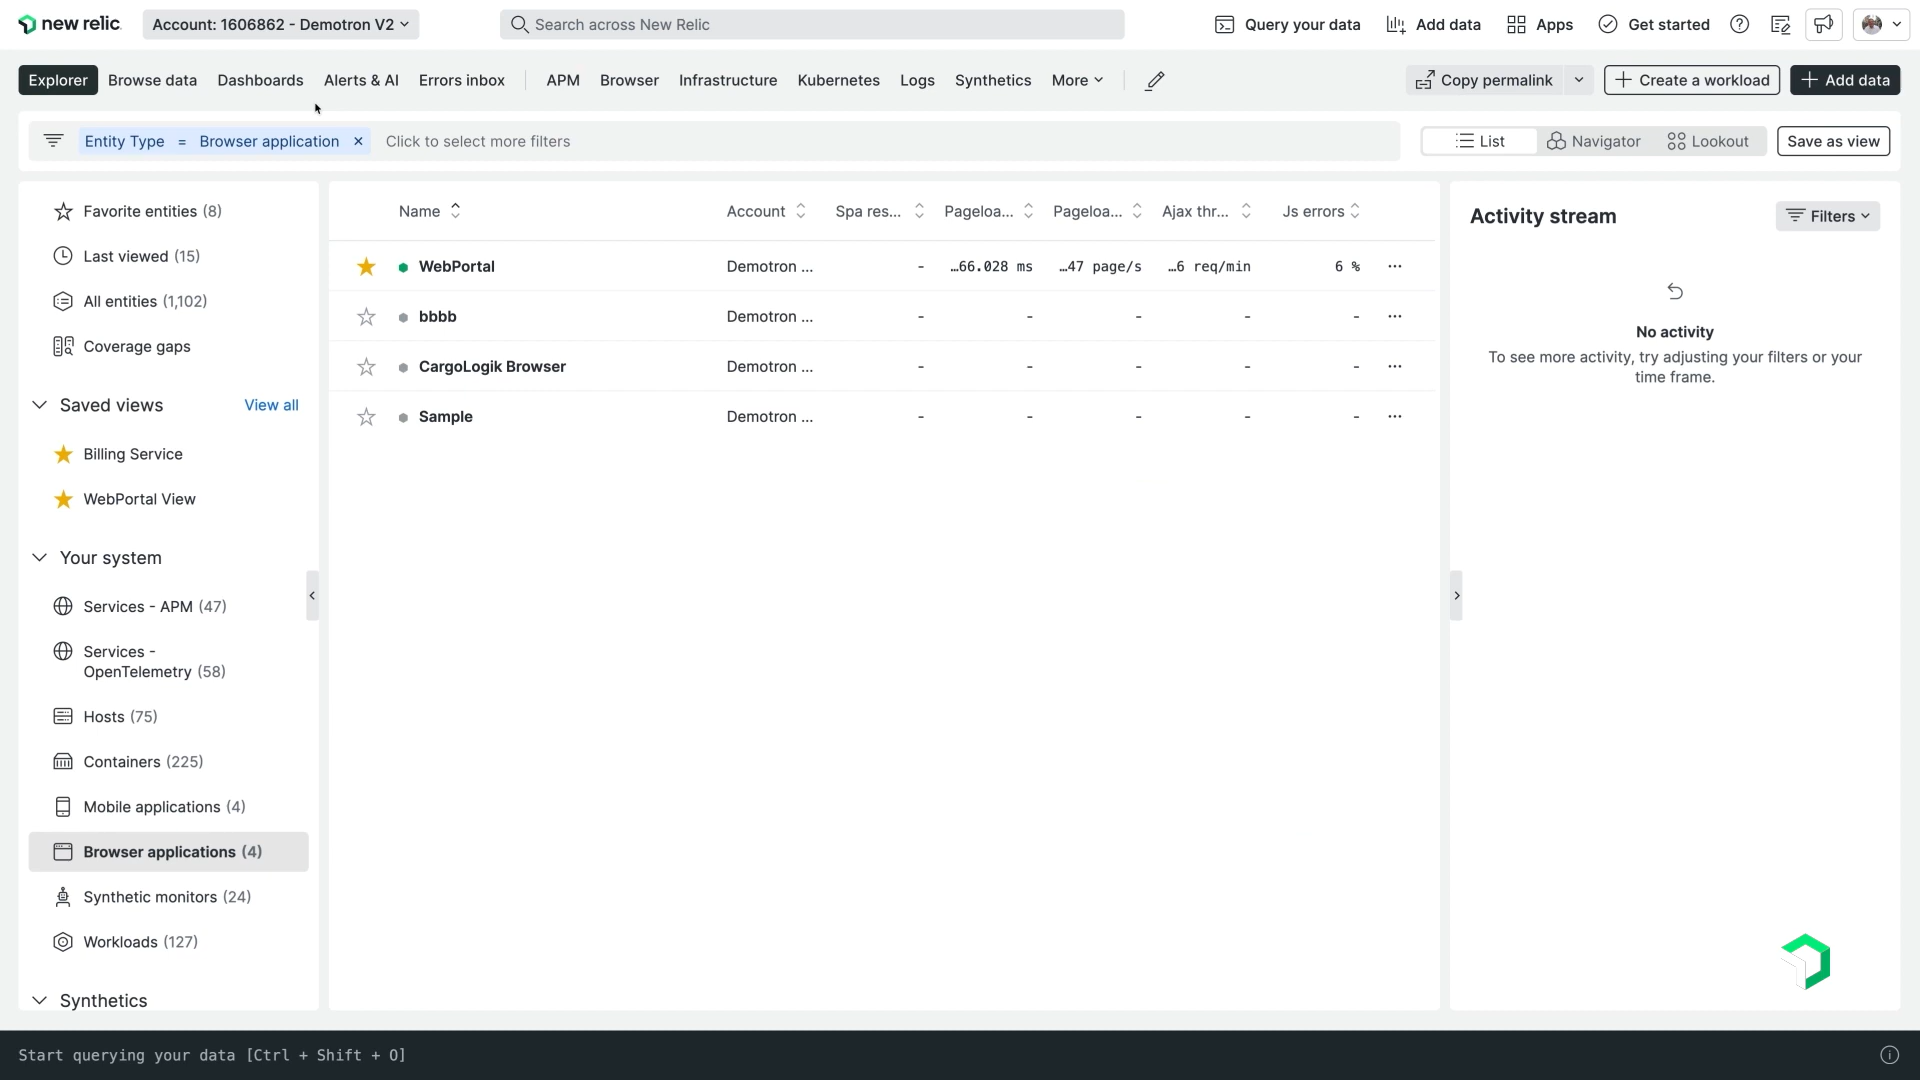 new relic
Account: 1606862 - Demotron V2
Search across New Relic
Query your data
Add data
Apps
Get started
Explorer
Browse data
Dashboards
Alerts & AI
Errors inbox
APM
Browser
Infrastructure
Kubernetes
Logs
Synthetics
More
Copy permalink
Create a workload
Add data
Entity Type = Browser application ×
Click to select more filters
List
Navigator
Lookout
Save as view
Favorite entities (8)
Last viewed (15)
All entities (1,102)
Coverage gaps
Saved views
View all
Billing Service
WebPortal View
Your system
Services - APM (47)
Services -
OpenTelemetry (58)
Hosts (75)
Containers (225)
Mobile applications (4)
Browser applications (4)
Synthetic monitors (24)
Workloads (127)
Synthetics
Name Account Spa res... Pageloa... Pageloa... Ajax thr... Js errors
WebPortal Demotron ... - …66.028 ms …47 page/s …6 req/min 6 % ...
bbbb Demotron ... - - - - - ...
CargoLogik Browser Demotron ... - - - - - ...
Sample Demotron ... - - - - - ...
Activity stream
Filters
No activity
To see more activity, try adjusting your filters or your
time frame.
Start querying your data [Ctrl + Shift + O]